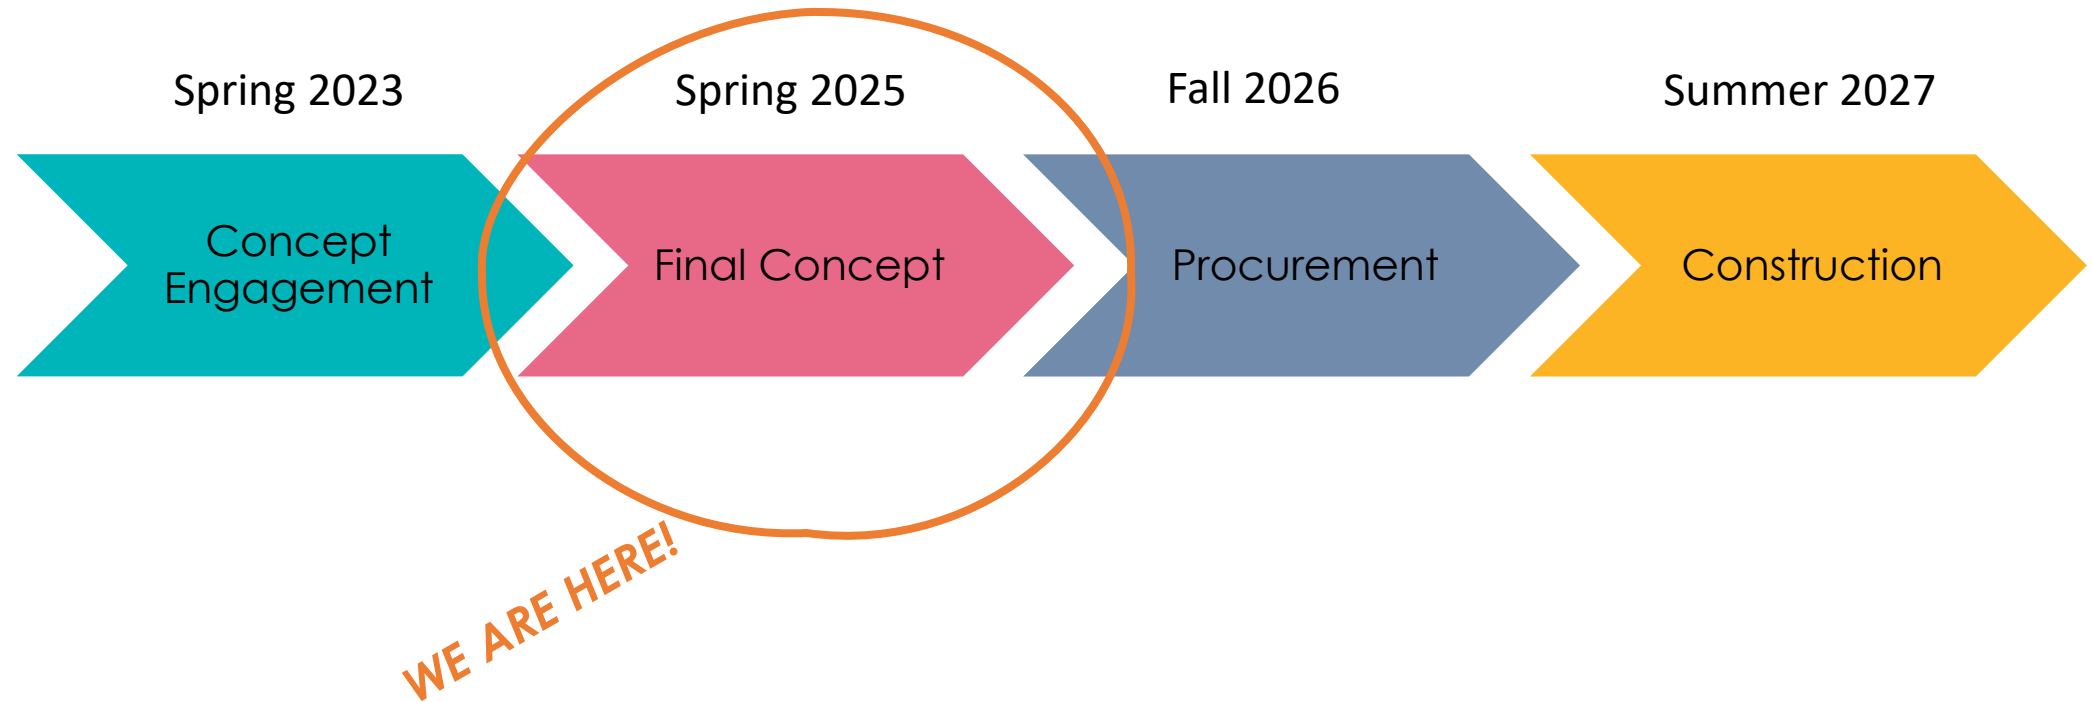 Spring 2023
Spring 2025
Fall 2026
Summer 2027
Concept
Engagement
Final Concept
Procurement
Construction
WE ARE HERE!